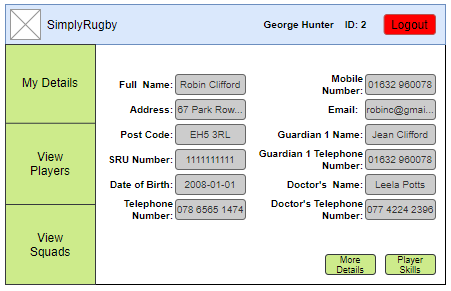 SimplyRugby
George Hunter ID: 2
Logout
My Details
View
Players
View
Squads
Full Name: Robin Clifford
Address: 67 Park Row...
Post Code: EH5 3RL
SRU Number: 1111111111
Date of Birth: 2008-01-01
Telephone
Number: 078 6565 1474
Mobile
Number: 01632 960078
Email: robinc@gmai...
Guardian 1 Name: Jean Clifford
Guardian 1 Telephone
Number: 01632 960078
Doctor's Name: Leela Potts
Doctor's Telephone
Number: 077 4224 2396
More
Details
Player
Skills